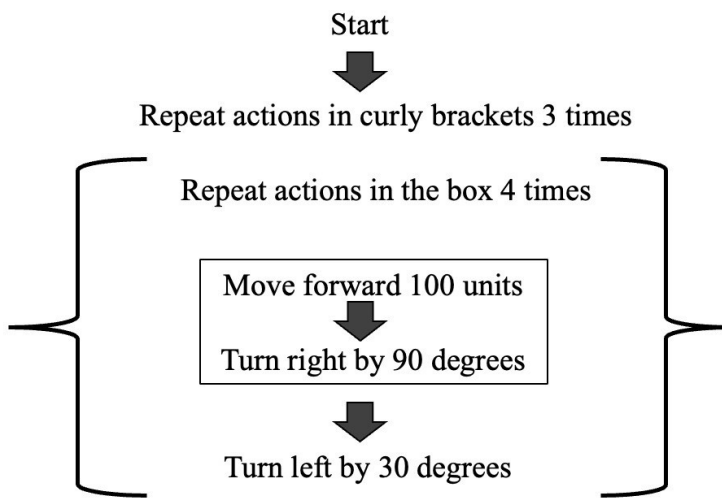 Start
Repeat actions in curly brackets 3 times
Repeat actions in the box 4 times
Move forward 100 units
Turn right by 90 degrees
Turn left by 30 degrees